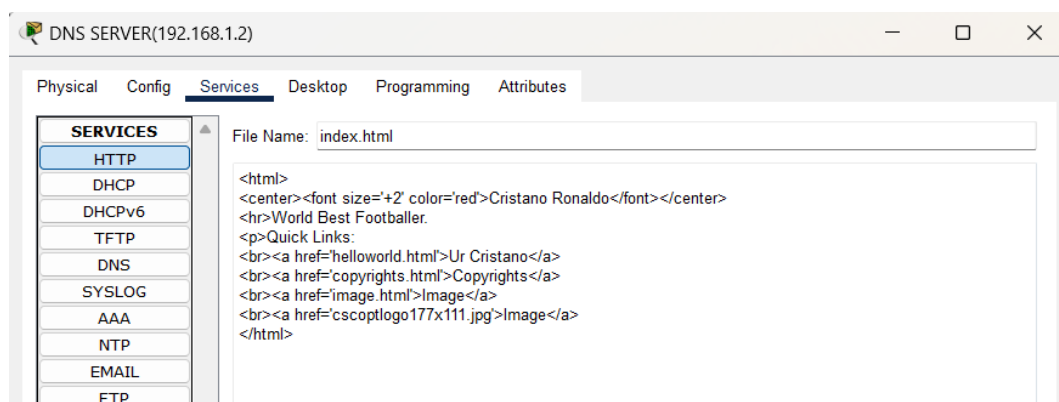 DNS SERVER(192.168.1.2)
Physical Config Services Desktop Programming Attributes
SERVICES
HTTP
DHCP
DHCPv6
TFTP
DNS
SYSLOG
AAA
NTP
EMAIL
FTP
File Name: index.html
<html>
<center><font size='+2' color='red'>Cristano Ronaldo</font></center>
<hr>World Best Footballer.
<p>Quick Links:
<br><a href='helloworld.html'>Ur Cristano</a>
<br><a href='copyrights.html'>Copyrights</a>
<br><a href='image.html'>Image</a>
<br><a href='cscoptlogo177x111.jpg'>Image</a>
</html>